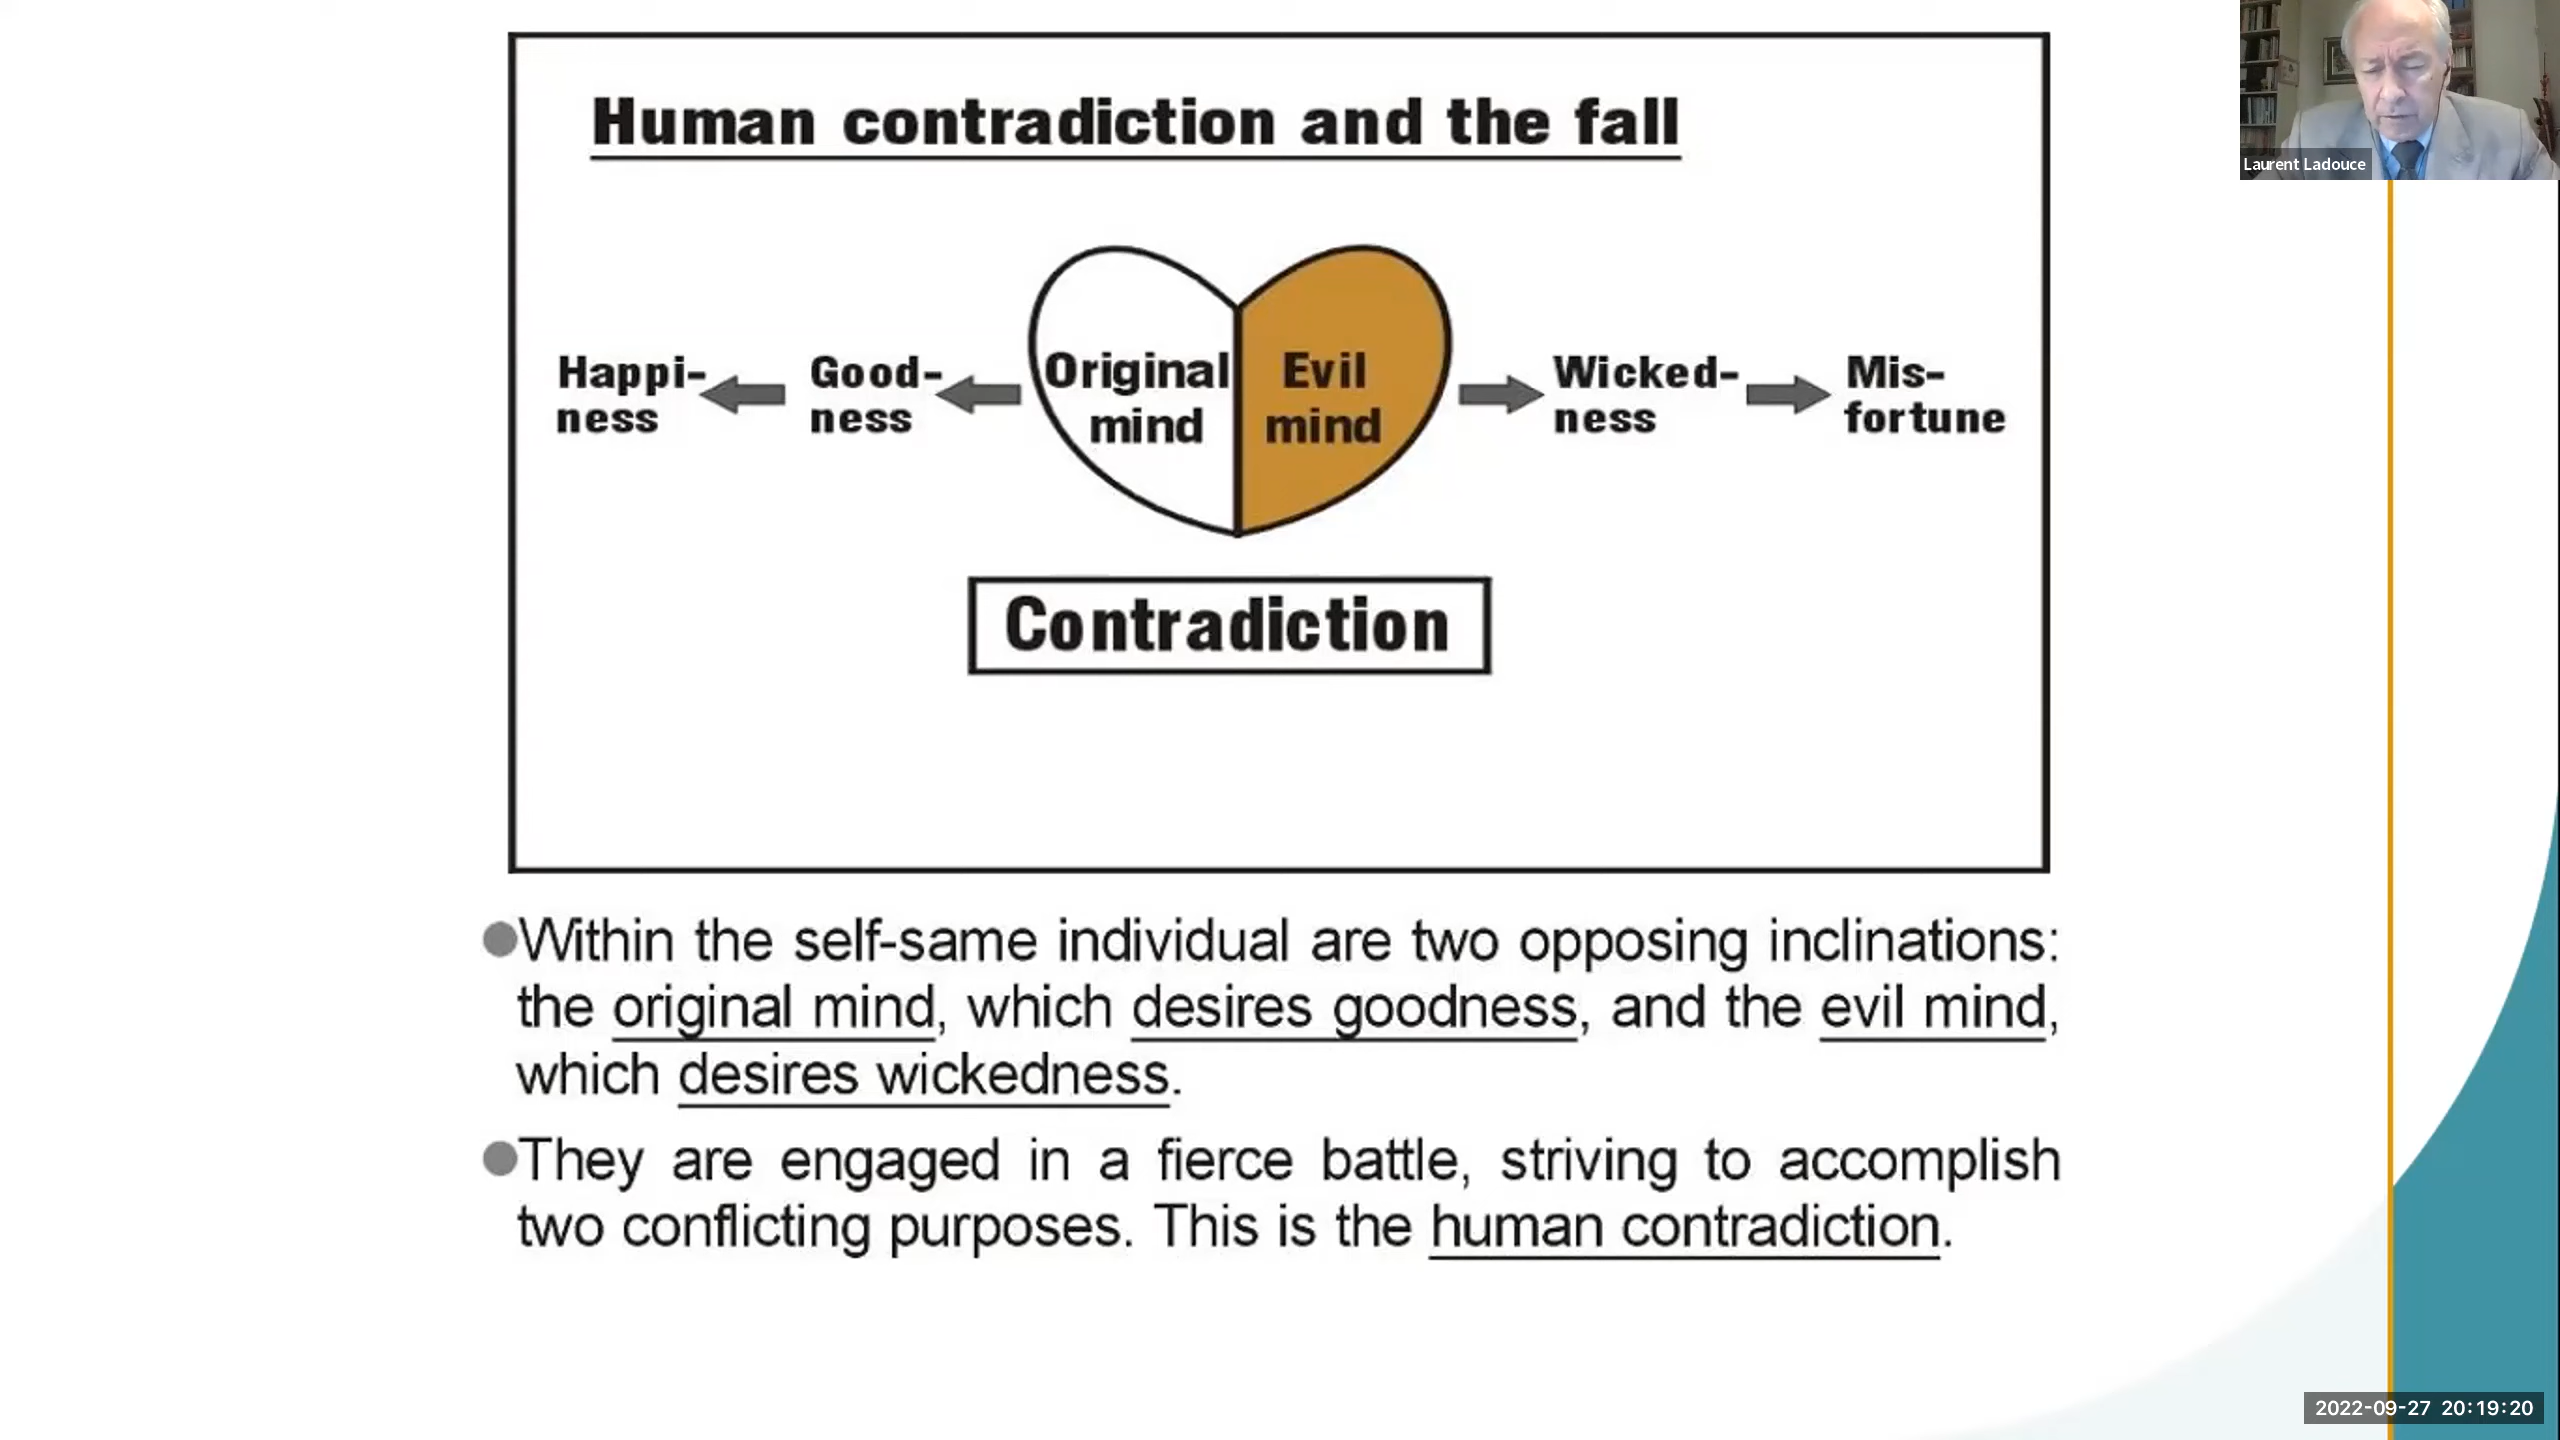 Human contradiction and the fall
Happi-
ness
Good-
ness
Original
mind
Evil
mind
Wicked-
ness
Mis-
fortune
Contradiction
Within the self-same individual are two opposing inclinations:
the original mind, which desires goodness, and the evil mind,
which desires wickedness.
They are engaged in a fierce battle, striving to accomplish
two conflicting purposes. This is the human contradiction.
Laurent Ladouce
2022-09-27 20:19:20